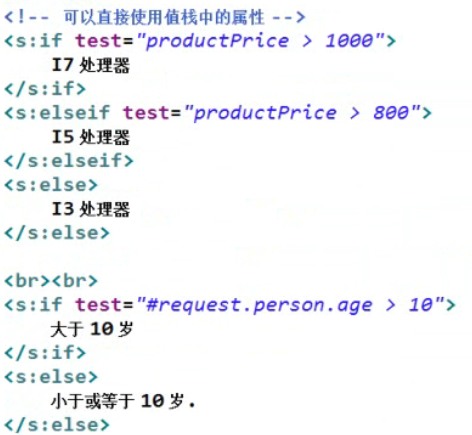 <!-- 可以直接使用值栈中的属性 -->
<s:if test="productPrice > 1000">
I7 处理器
</s:if>
<s:elseif test="productPrice > 800">
I5 处理器
</s:elseif>
<s:else>
I3 处理器
</s:else>
<br><br>
<s:if test="#request.person.age > 10">
大于 10 岁
</s:if>
<s:else>
小于或等于 10 岁.
</s:else>